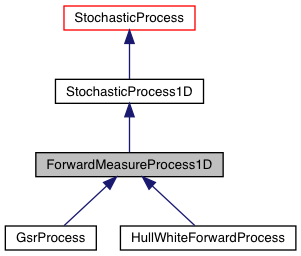 StochasticProcess
StochasticProcess1D
ForwardMeasureProcess1D
GsrProcess
HullWhiteForwardProcess